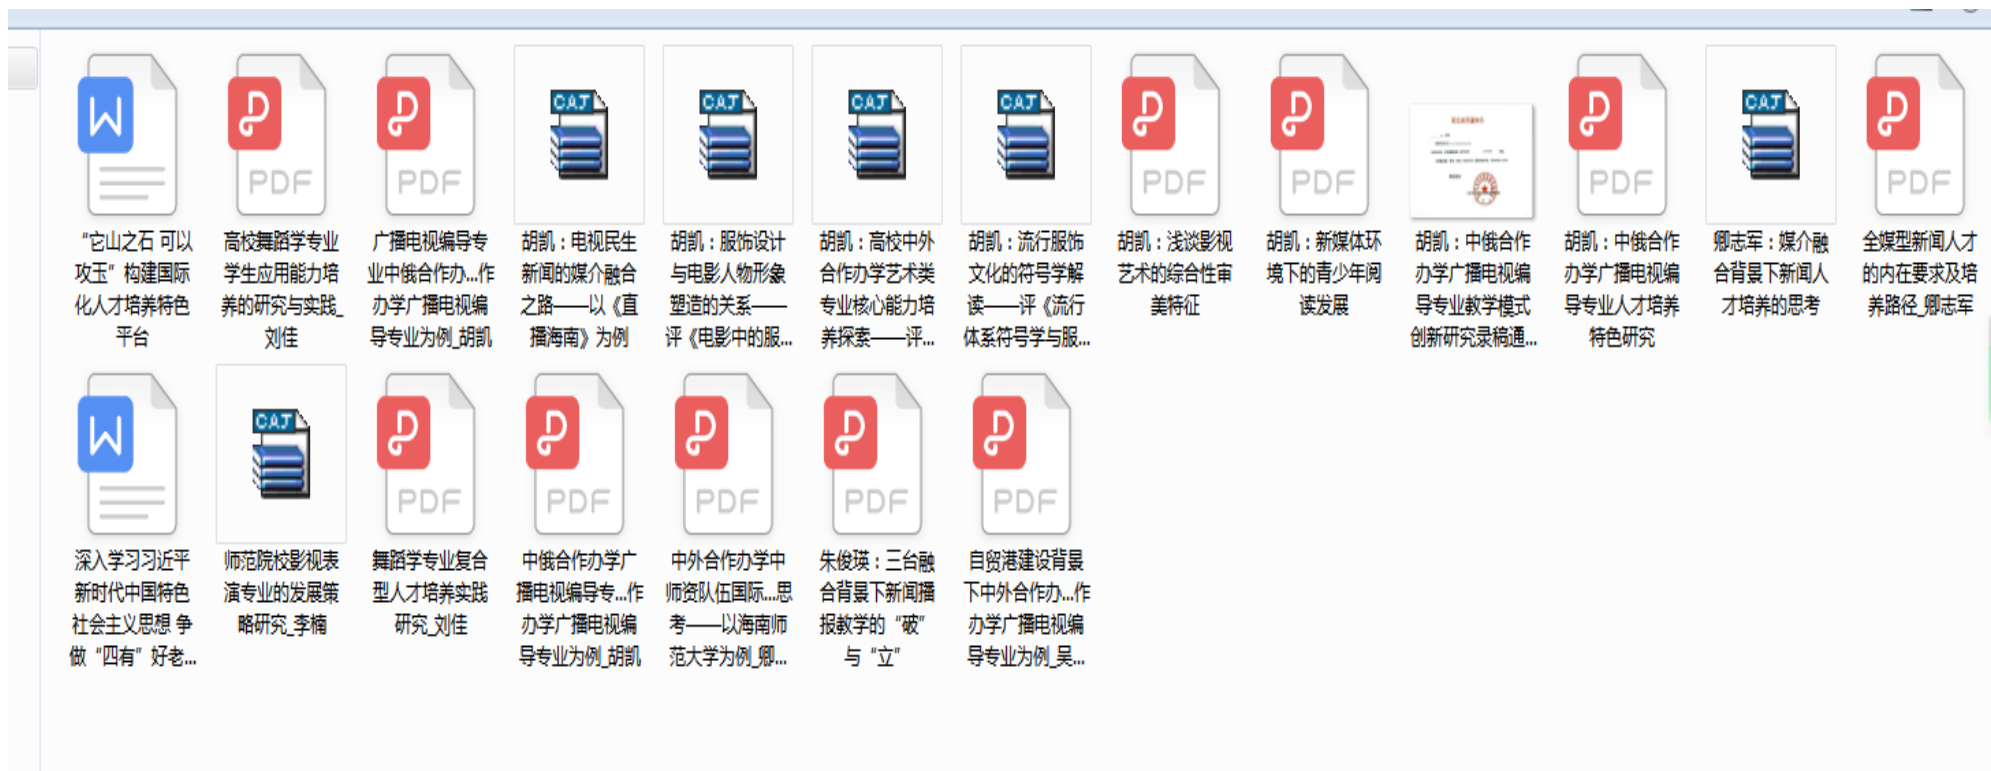 “它山之石 可以
攻玉”构建国际
化人才培养特色
平台
高校舞蹈学专业
学生应用能力培
养的研究与实践_
刘佳
广播电视编导专
业中俄合作办...作
办学广播电视编
导专业为例_胡凯
胡凯：电视民生
新闻的媒介融合
之路——以《直
播海南》为例
胡凯：服饰设计
与电影人物形象
塑造的关系——
评《电影中的服...
胡凯：高校中外
合作办学艺术类
专业核心能力培
养探索——评...
胡凯：流行服饰
文化的符号学解
读——评《流行
体系符号学与服...
胡凯：浅谈影视
艺术的综合性审
美特征
胡凯：新媒体环
境下的青少年阅
读发展
胡凯：中俄合作
办学广播电视编
导专业教学模式
创新研究录稿通...
胡凯：中俄合作
办学广播电视编
导专业人才培养
特色研究
卿志军：媒介融
合背景下新闻人
才培养的思考
全媒型新闻人才
的内在要求及培
养路径_卿志军
深入学习习近平
新时代中国特色
社会主义思想 争
做“四有”好老...
师范院校影视表
演专业的发展策
略研究_李楠
舞蹈学专业复合
型人才培养实践
研究_刘佳
中俄合作办学广
播电视编导专...作
办学广播电视编
导专业为例_胡凯
中外合作办学中
师资队伍国际...思
考——以海南师
范大学为例_卿...
朱俊瑛：三台融
合背景下新闻播
报教学的“破”
与“立”
自贸港建设背景
下中外合作办...作
办学广播电视编
导专业为例_吴...
W
PDF
PDF
CAJ
CAJ
CAJ
CAJ
PDF
PDF
PDF
CAJ
PDF
W
CAJ
PDF
PDF
PDF
PDF
PDF